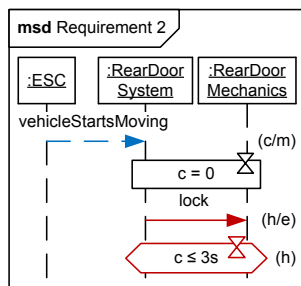 msd Requirement 2
:ESC
:RearDoor
System
:RearDoor
Mechanics
vehicleStartsMoving
(c/m)
c = 0
lock
(h/e)
c ≤ 3s
(h)